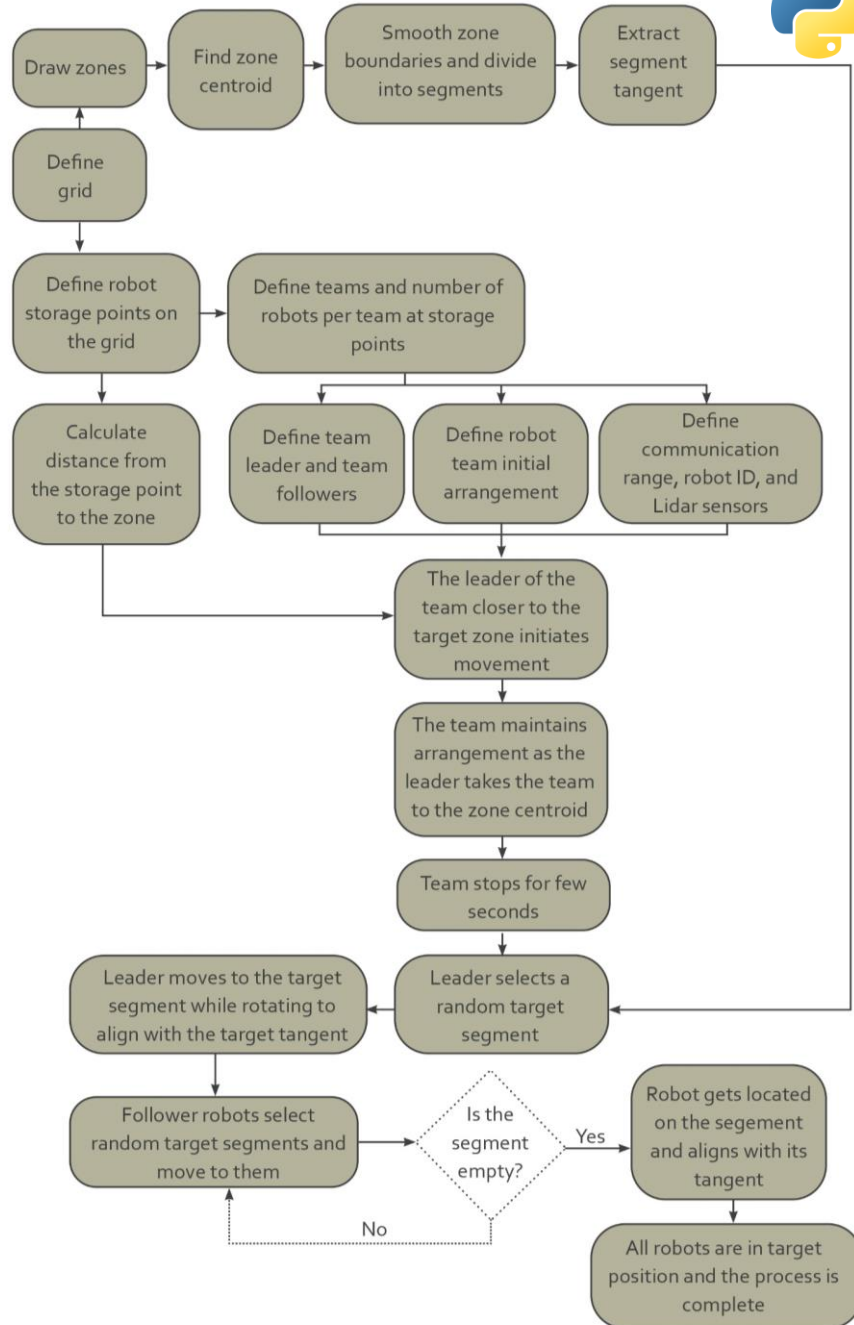 Draw zones
Find zone
centroid
Smooth zone
boundaries and divide
into segments
Extract
segment
tangent
Define
grid
Define robot
storage points on
the grid
Define teams and number of
robots per team at storage
points
Calculate
distance from
the storage point
to the zone
Define team
leader and team
followers
Define robot
team initial
arrangement
Define
communication
range, robot ID, and
Lidar sensors
The leader of the
team closer to the
target zone initiates
movement
The team maintains
arrangement as the
leader takes the team
to the zone centroid
Team stops for few
seconds
Leader selects a
random target
segment
Leader moves to the target
segment while rotating to
align with the target tangent
Follower robots select
random target segments and
move to them
Is the
segment
empty?
Yes
No
Robot gets located
on the segement
and aligns with its
tangent
All robots are in target
position and the process is
complete